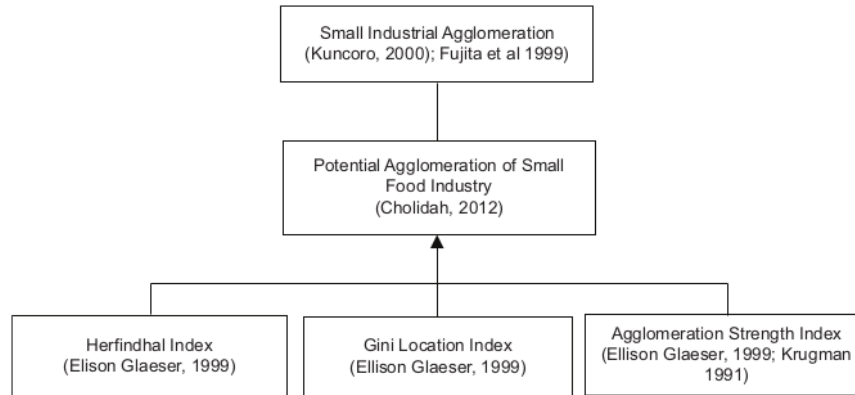 Small Industrial Agglomeration
(Kuncoro, 2000); Fujita et al 1999)
Potential Agglomeration of Small
Food Industry
(Cholidah, 2012)
Herfindhal Index
(Elison Glaeser, 1999)
Gini Location Index
(Ellison Glaeser, 1999)
Agglomeration Strength Index
(Ellison Glaeser, 1999; Krugman
1991)